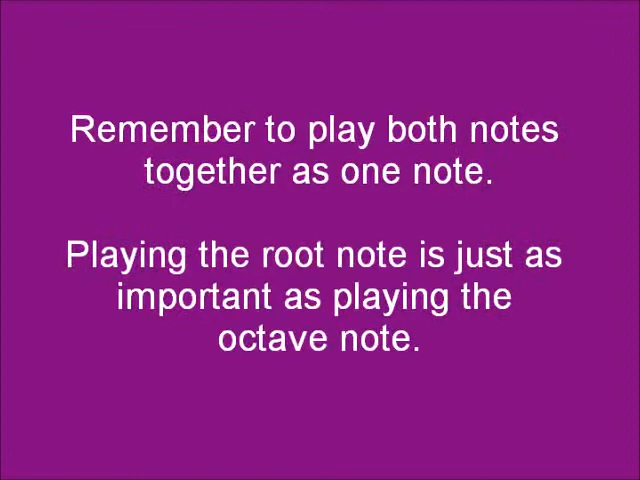 Remember to play both notes
together as one note.
Playing the root note is just as
important as playing the
octave note.